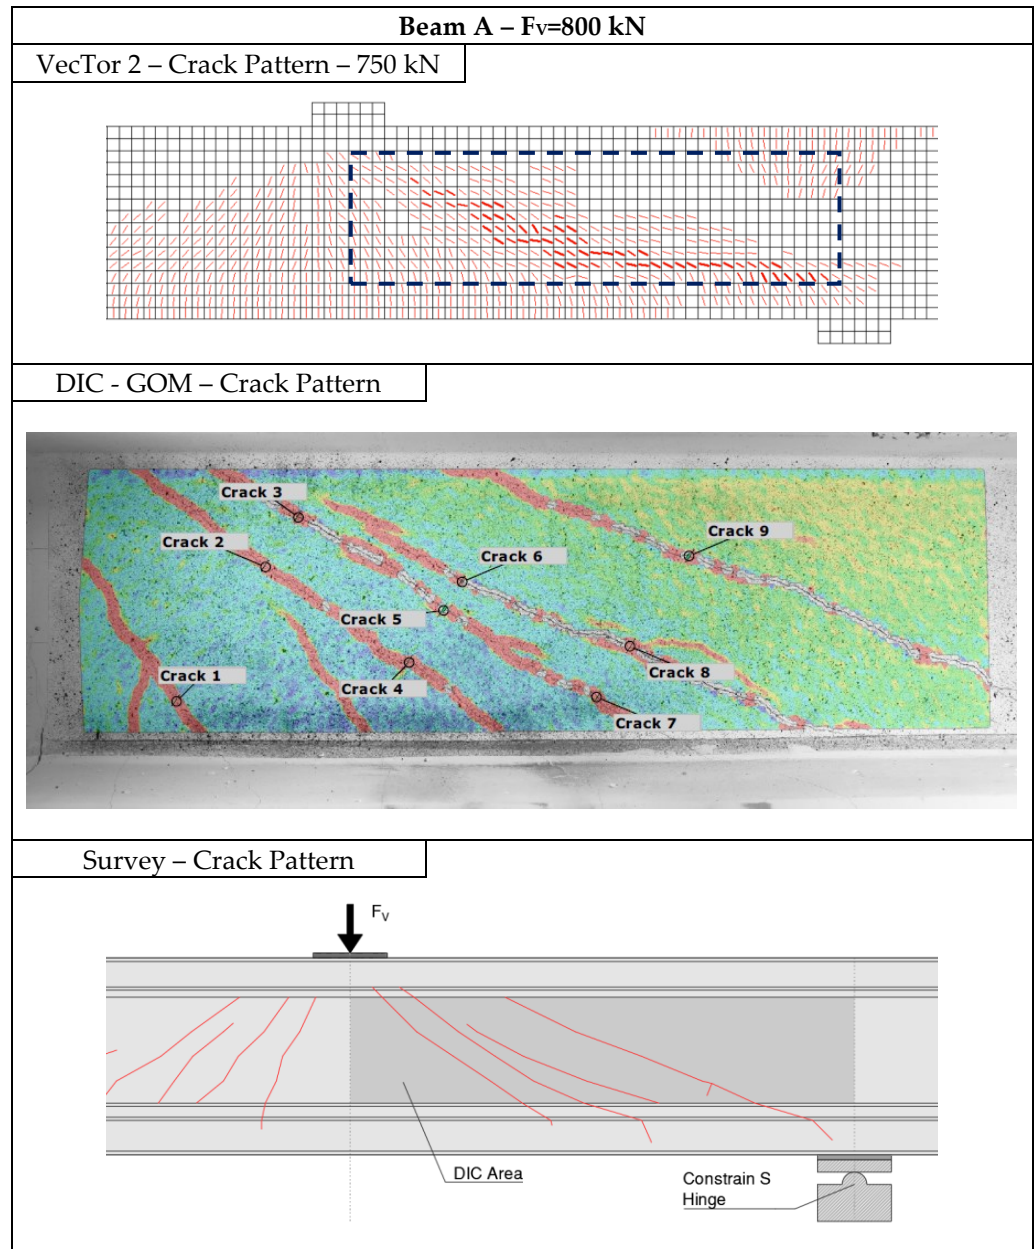 Beam A – Fv=800 kN
VecTor 2 – Crack Pattern – 750 kN
DIC - GOM – Crack Pattern
Crack 3
Crack 2
Crack 9
Crack 6
Crack 5
Crack 1
Crack 4
Crack 8
Crack 7
Survey – Crack Pattern
Fv
DIC Area
Constrain S
Hinge